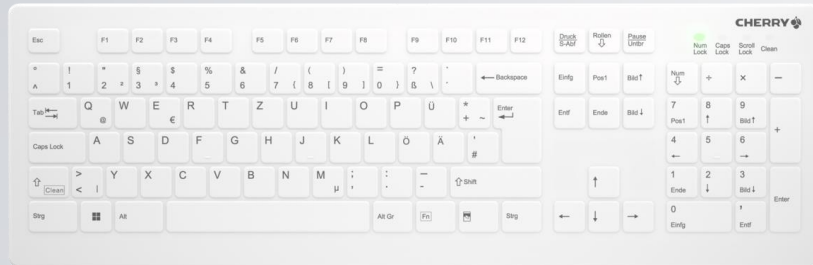 CHERRY
Esc F1 F2 F3 F4 F5 F6 F7 F8 F9 F10 F11 F12 Druck S-Abf Rollen ⇩ Pause Untbr Num Lock Caps Lock Scroll Lock Clean
° ^ ! 1 " 2 ² § 3 ³ $ 4 % 5 & 6 / 7 { ( 8 [ ) 9 ] = 0 } ? ß \ ` ´ ⟵ Backspace Einfg Pos1 Bild↑ Num ⇩ ÷ × −
Tab Q @ W E € R T Z U I O P Ü * + ~ Enter ↵ Entf Ende Bild↓ 7 Pos1 8 ↑ 9 Bild↑ +
Caps Lock A S D F G H J K L Ö Ä ' # 4 ← 5 6 →
⇧ Clean > < | Y X C V B N M µ ; , : . _ - ⇧ Shift ↑ 1 Ende 2 ↓ 3 Bild↓ Enter
Strg Alt Alt Gr Fn Strg ← ↓ → 0 Einfg , Entf